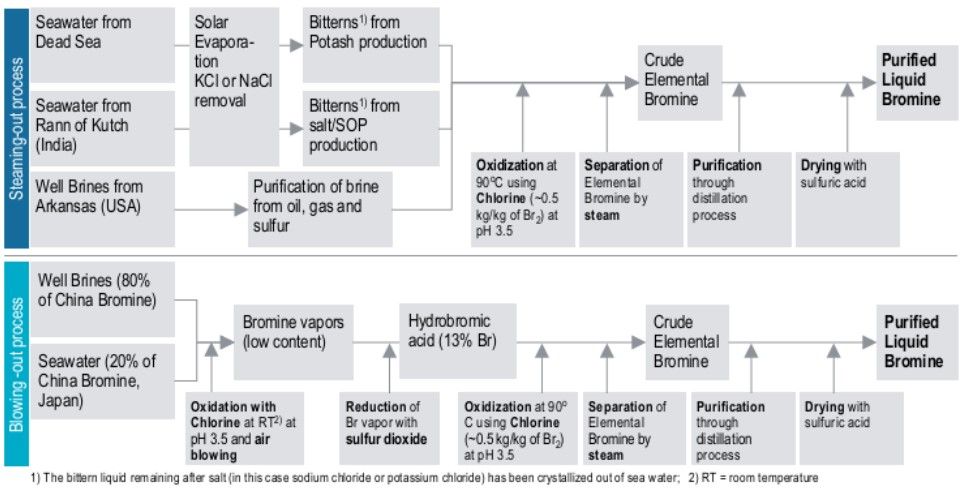 Steaming-out process
Seawater from
Dead Sea
Seawater from
Rann of Kutch
(India)
Well Brines from
Arkansas (USA)
Solar
Evapora-
tion
KCl or NaCl
removal
Bitterns1) from
Potash production
Bitterns1) from
salt/SOP
production
Purification of brine
from oil, gas and
sulfur
Oxidization at
90ºC using
Chlorine (~0.5
kg/kg of Br2) at
pH 3.5
Separation of
Elemental
Bromine by
steam
Crude
Elemental
Bromine
Purification
through
distillation
process
Drying with
sulfuric acid
Purified
Liquid
Bromine
Blowing -out process
Well Brines (80%
of China Bromine)
Seawater (20% of
China Bromine,
Japan)
Oxidation with
Chlorine at RT2) at
pH 3.5 and air
blowing
Bromine vapors
(low content)
Reduction of
Br vapor with
sulfur dioxide
Hydrobromic
acid (13% Br)
Oxidization at 90º
C using Chlorine
(~0.5 kg/kg of Br2)
at pH 3.5
Separation of
Elemental
Bromine by
steam
Crude
Elemental
Bromine
Purification
through
distillation
process
Drying with
sulfuric acid
Purified
Liquid
Bromine
1) The bittern liquid remaining after salt (in this case sodium chloride or potassium chloride) has been crystallized out of sea water; 2) RT = room temperature